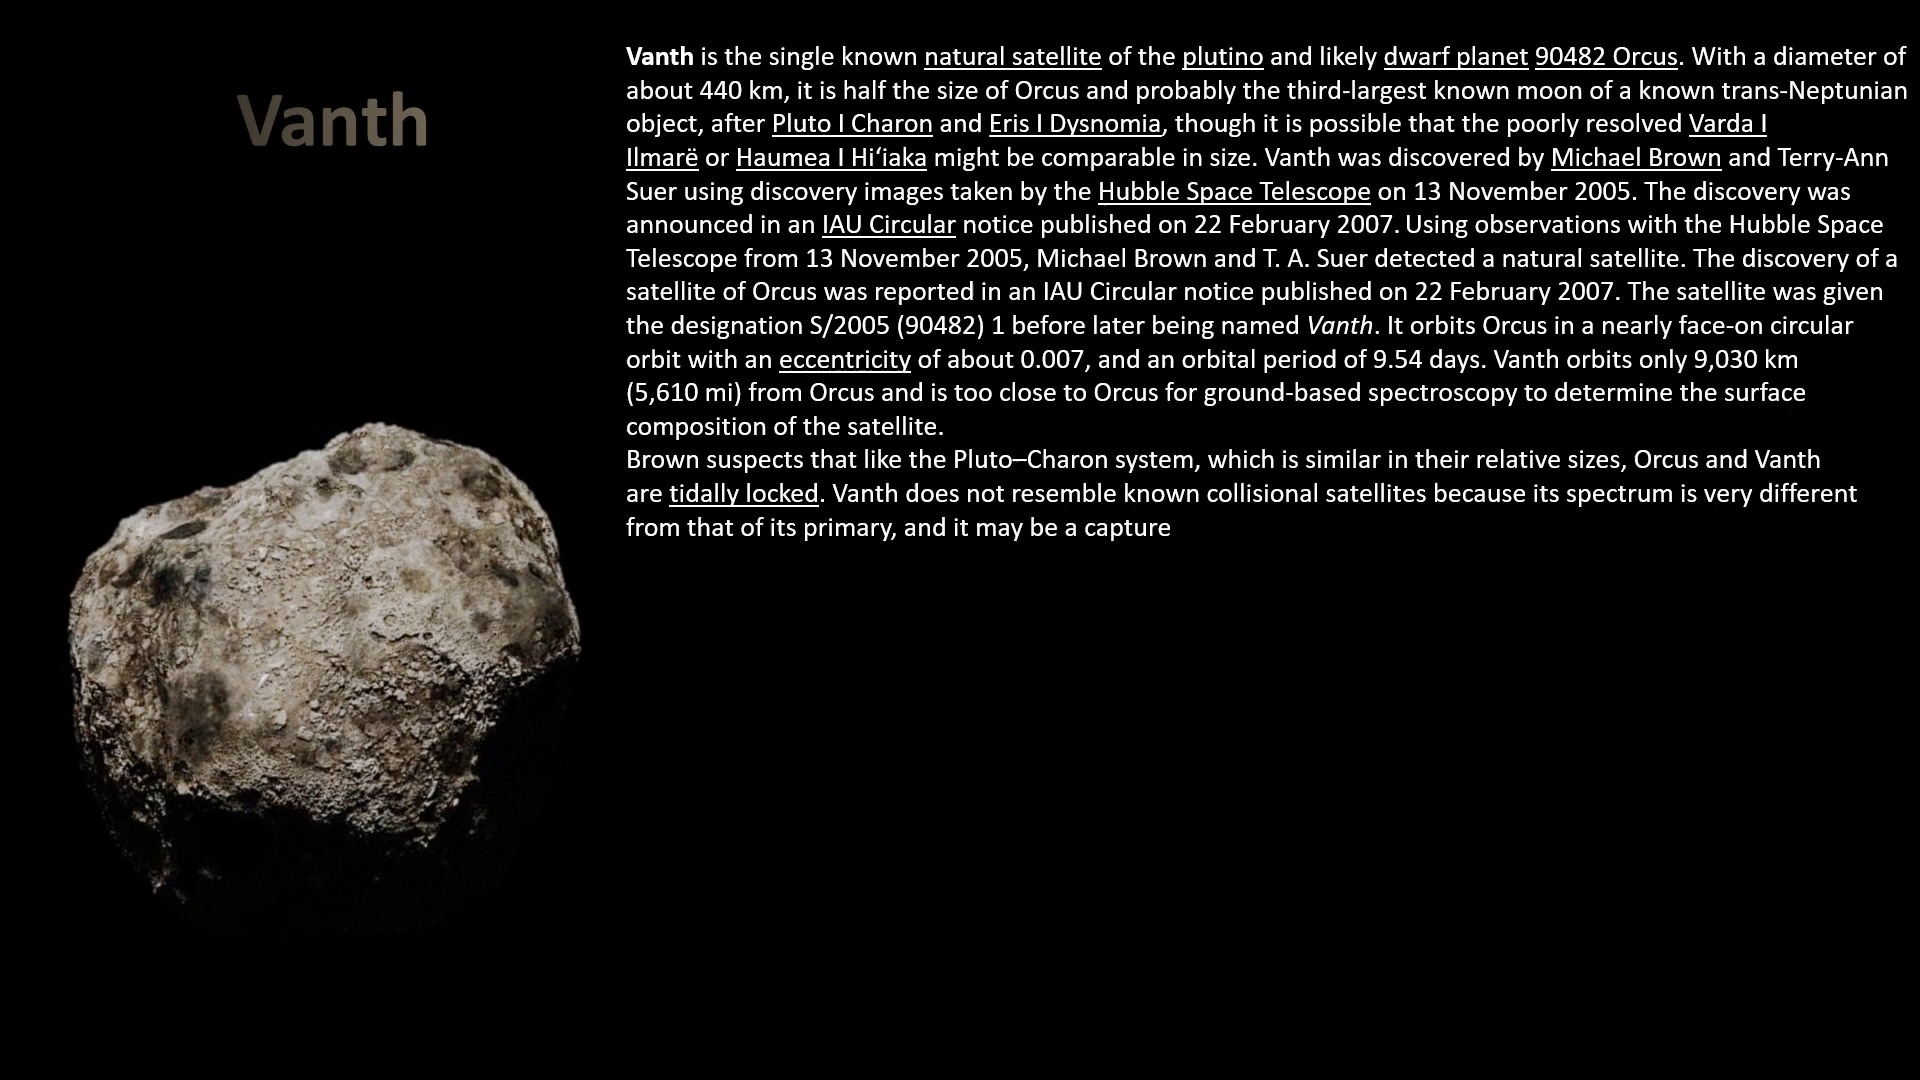 Vanth
Vanth is the single known natural satellite of the plutino and likely dwarf planet 90482 Orcus. With a diameter of
about 440 km, it is half the size of Orcus and probably the third-largest known moon of a known trans-Neptunian
object, after Pluto I Charon and Eris I Dysnomia, though it is possible that the poorly resolved Varda I
Ilmarë or Haumea I Hiʻiaka might be comparable in size. Vanth was discovered by Michael Brown and Terry-Ann
Suer using discovery images taken by the Hubble Space Telescope on 13 November 2005. The discovery was
announced in an IAU Circular notice published on 22 February 2007. Using observations with the Hubble Space
Telescope from 13 November 2005, Michael Brown and T. A. Suer detected a natural satellite. The discovery of a
satellite of Orcus was reported in an IAU Circular notice published on 22 February 2007. The satellite was given
the designation S/2005 (90482) 1 before later being named Vanth. It orbits Orcus in a nearly face-on circular
orbit with an eccentricity of about 0.007, and an orbital period of 9.54 days. Vanth orbits only 9,030 km
(5,610 mi) from Orcus and is too close to Orcus for ground-based spectroscopy to determine the surface
composition of the satellite.
Brown suspects that like the Pluto–Charon system, which is similar in their relative sizes, Orcus and Vanth
are tidally locked. Vanth does not resemble known collisional satellites because its spectrum is very different
from that of its primary, and it may be a capture